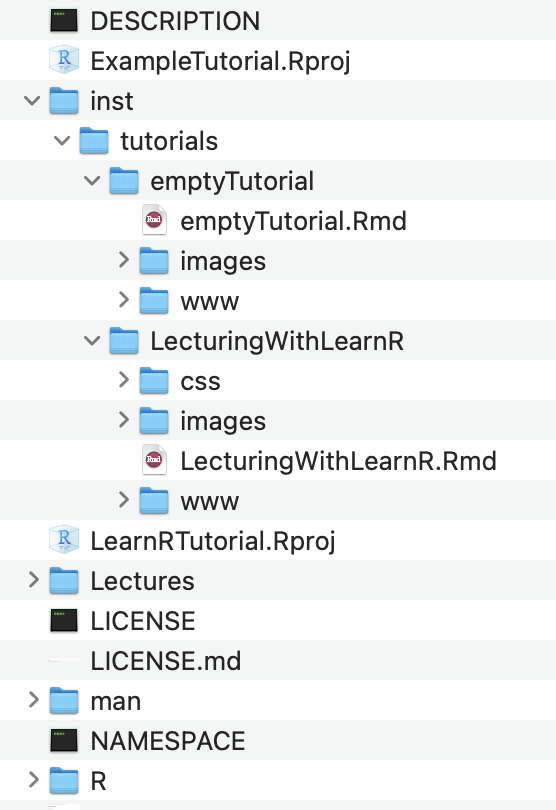 DESCRIPTION
ExampleTutorial.Rproj
inst
tutorials
emptyTutorial
emptyTutorial.Rmd
images
www
LecturingWithLearnR
css
images
LecturingWithLearnR.Rmd
www
LearnRTutorial.Rproj
Lectures
LICENSE
LICENSE.md
man
NAMESPACE
R